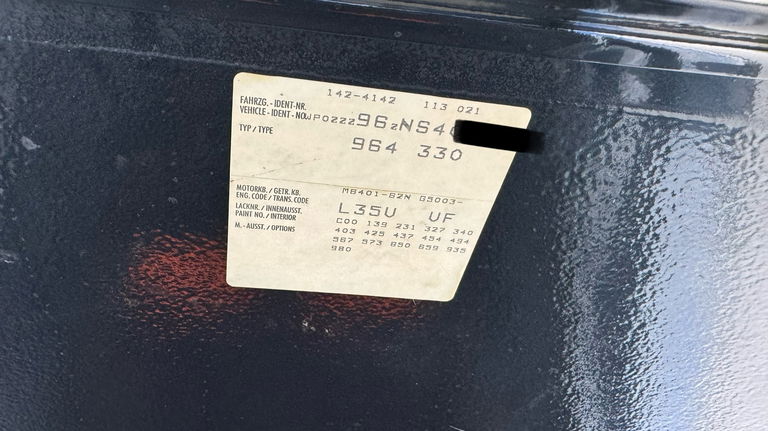 142-4142 113 021
FAHRZG.-IDENT-NR.
VEHICLE-IDENT-NO. WP0ZZZ96ZNS4
TYP/TYPE 964 330
MOTORKB./GETR.KB.
ENG.CODE/TRANS.CODE M6401-62N G5003-
LACKNR./INNENAUSST.
PAINT NO./INTERIOR L35U UF
M.-AUSST./OPTIONS C00 139 231 327 340
403 425 437 454 494
567 573 650 659 935
980